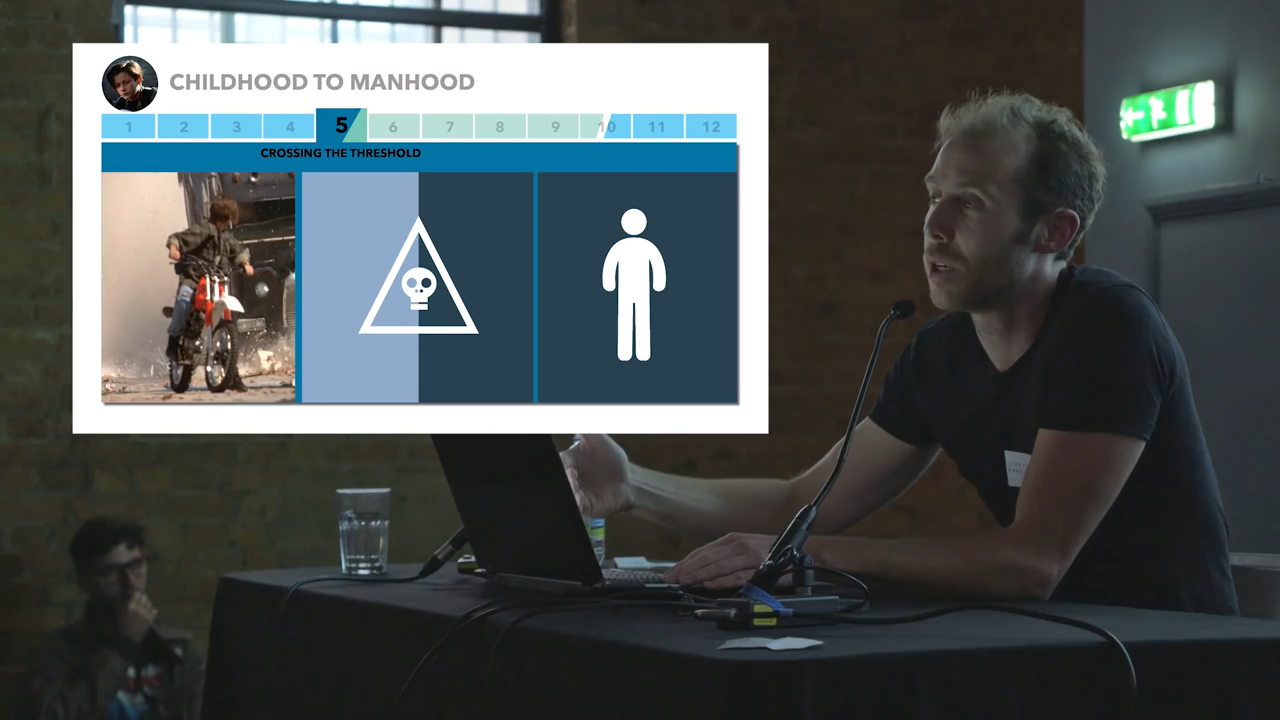 CHILDHOOD TO MANHOOD
1 2 3 4 5 6 7 8 9 10 11 12
CROSSING THE THRESHOLD